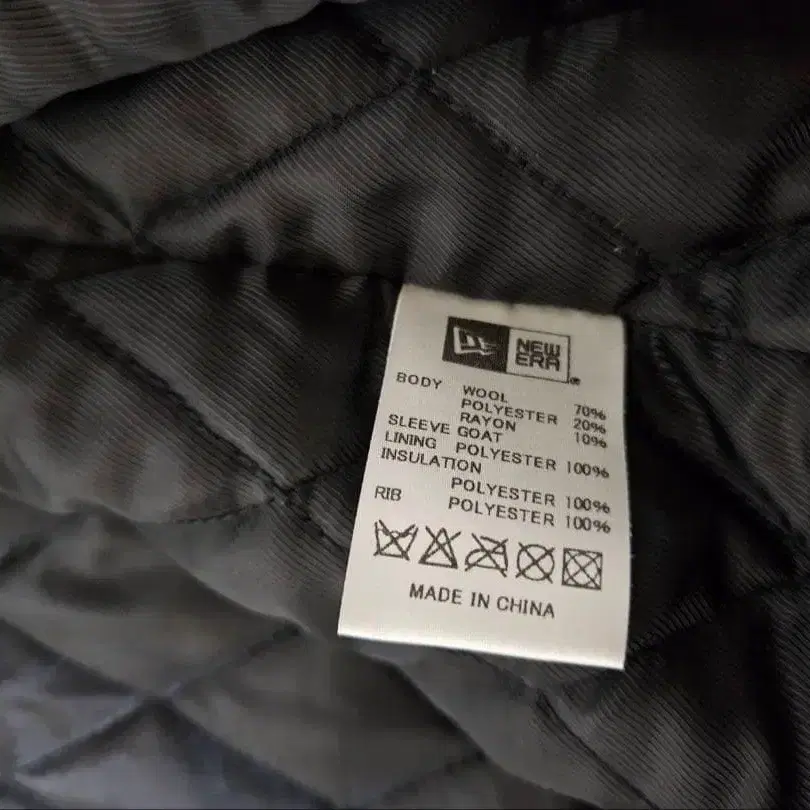 NEW
ERA
BODY WOOL 70%
POLYESTER 20%
RAYON 10%
SLEEVE GOAT
LINING POLYESTER 100%
INSULATION
POLYESTER 100%
RIB POLYESTER 100%
MADE IN CHINA